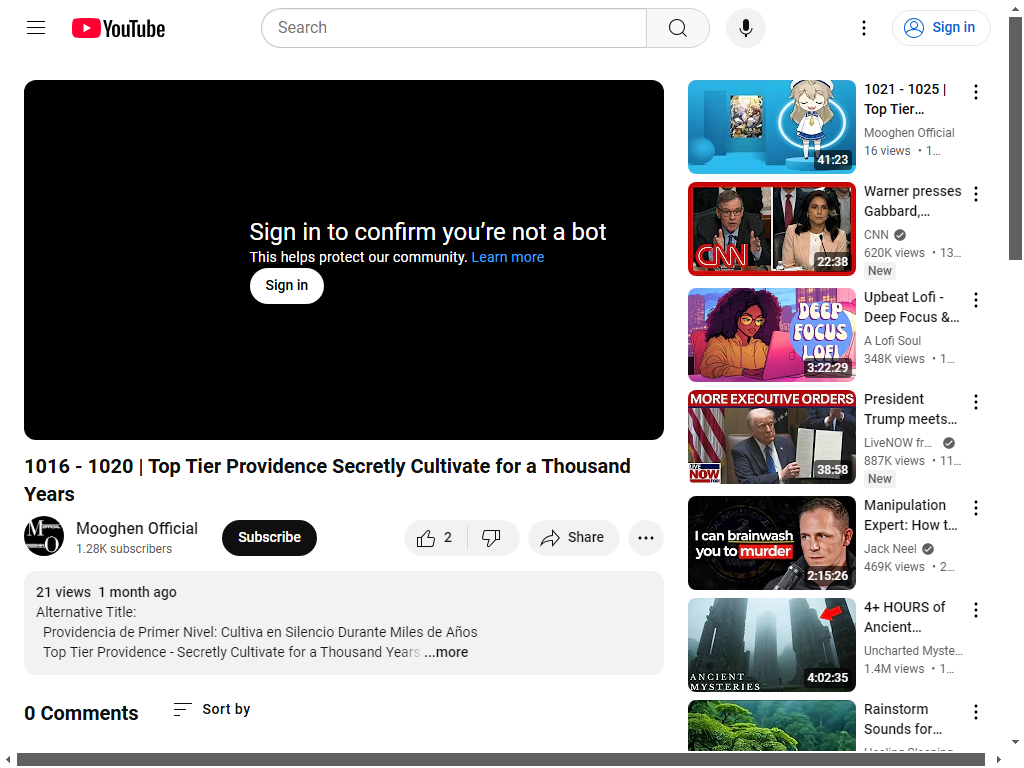 YouTube
Search
Sign in
Sign in to confirm you’re not a bot
This helps protect our community. Learn more
Sign in
1016 - 1020 | Top Tier Providence Secretly Cultivate for a Thousand
Years
Mooghen Official
1.28K subscribers
Subscribe
2
Share
21 views 1 month ago
Alternative Title:
Providencia de Primer Nivel: Cultiva en Silencio Durante Miles de Años
Top Tier Providence - Secretly Cultivate for a Thousand Years ...more
0 Comments
Sort by
41:23
1021 - 1025 |
Top Tier…
Mooghen Official
16 views • 1…
CNN
22:38
Warner presses
Gabbard,…
CNN
620K views • 13…
New
DEEP
FOCUS
LOFI
3:22:29
Upbeat Lofi -
Deep Focus &…
A Lofi Soul
348K views • 1…
MORE EXECUTIVE ORDERS
LIVE
NOW
38:58
President
Trump meets…
LiveNOW fr…
887K views • 11…
New
I can brainwash
you to murder
2:15:26
Manipulation
Expert: How t…
Jack Neel
469K views • 2…
ANCIENT
MYSTERIES
4:02:35
4+ HOURS of
Ancient…
Uncharted Myste…
1.4M views • 1…
Rainstorm
Sounds for…